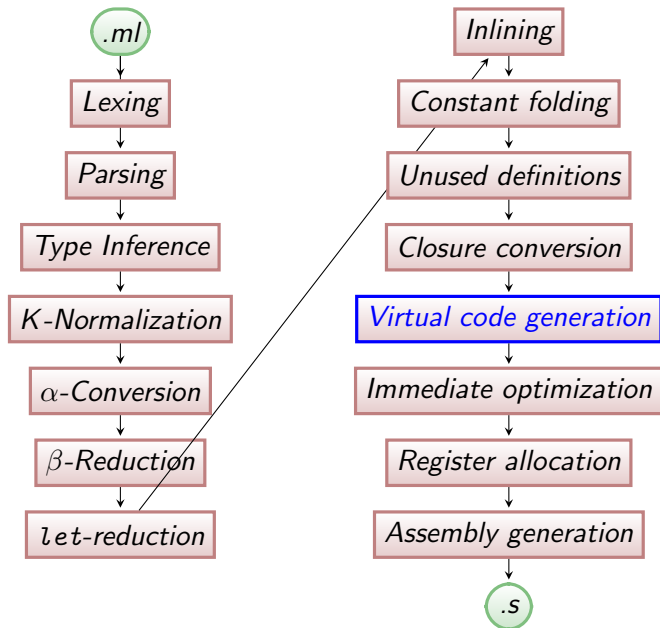 .ml
Lexing
Parsing
Type Inference
K-Normalization
α-Conversion
β-Reduction
let-reduction
Inlining
Constant folding
Unused definitions
Closure conversion
Virtual code generation
Immediate optimization
Register allocation
Assembly generation
.s